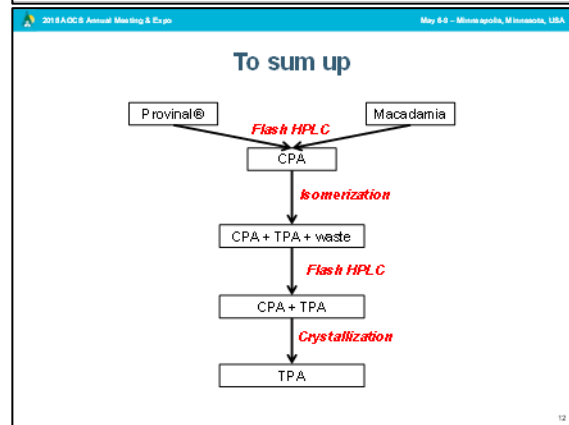 2018 AOCS Annual Meeting & Expo
May 6-9 – Minneapolis, Minnesota, USA
To sum up
Provinal®
Macadamia
Flash HPLC
CPA
Isomerization
CPA + TPA + waste
Flash HPLC
CPA + TPA
Crystallization
TPA
12